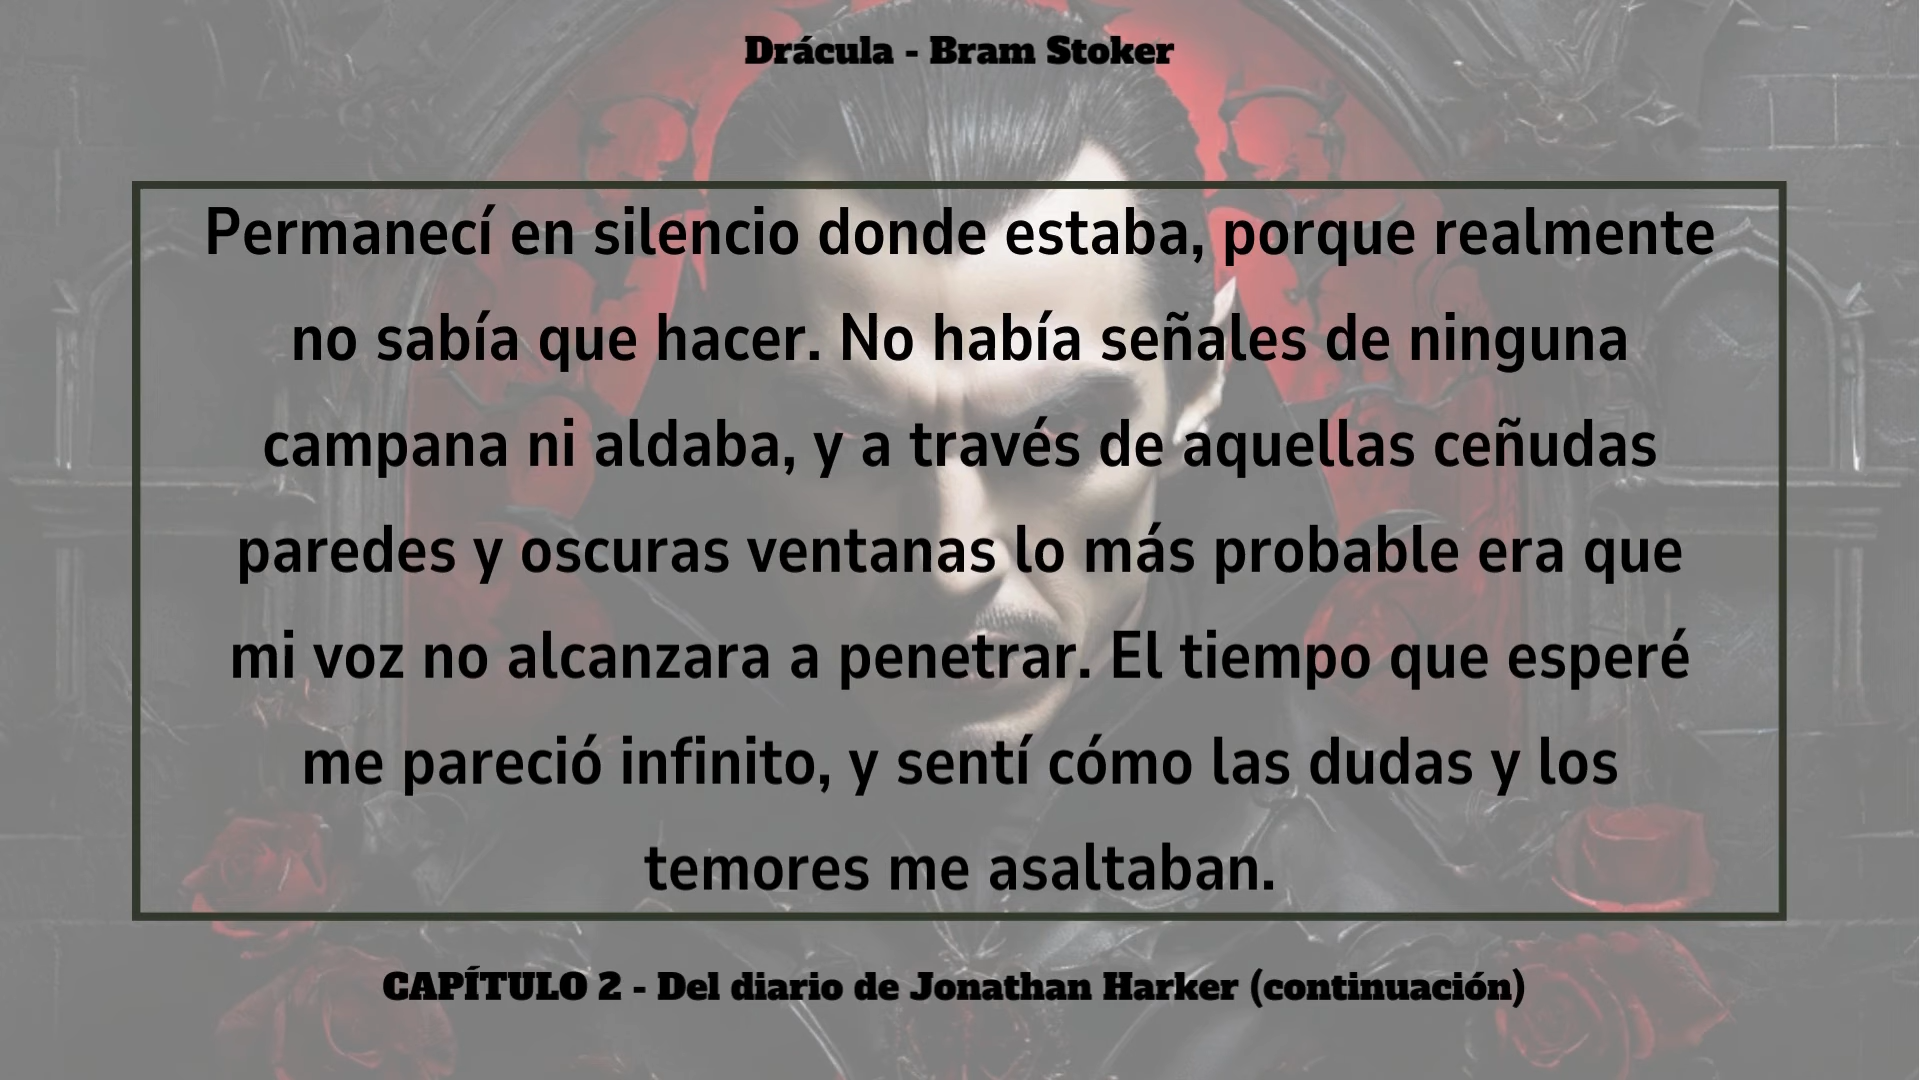 Drácula - Bram Stoker
Permanecí en silencio donde estaba, porque realmente
no sabía que hacer. No había señales de ninguna
campana ni aldaba, y a través de aquellas ceñudas
paredes y oscuras ventanas lo más probable era que
mi voz no alcanzara a penetrar. El tiempo que esperé
me pareció infinito, y sentí cómo las dudas y los
temores me asaltaban.
CAPÍTULO 2 - Del diario de Jonathan Harker (continuación)